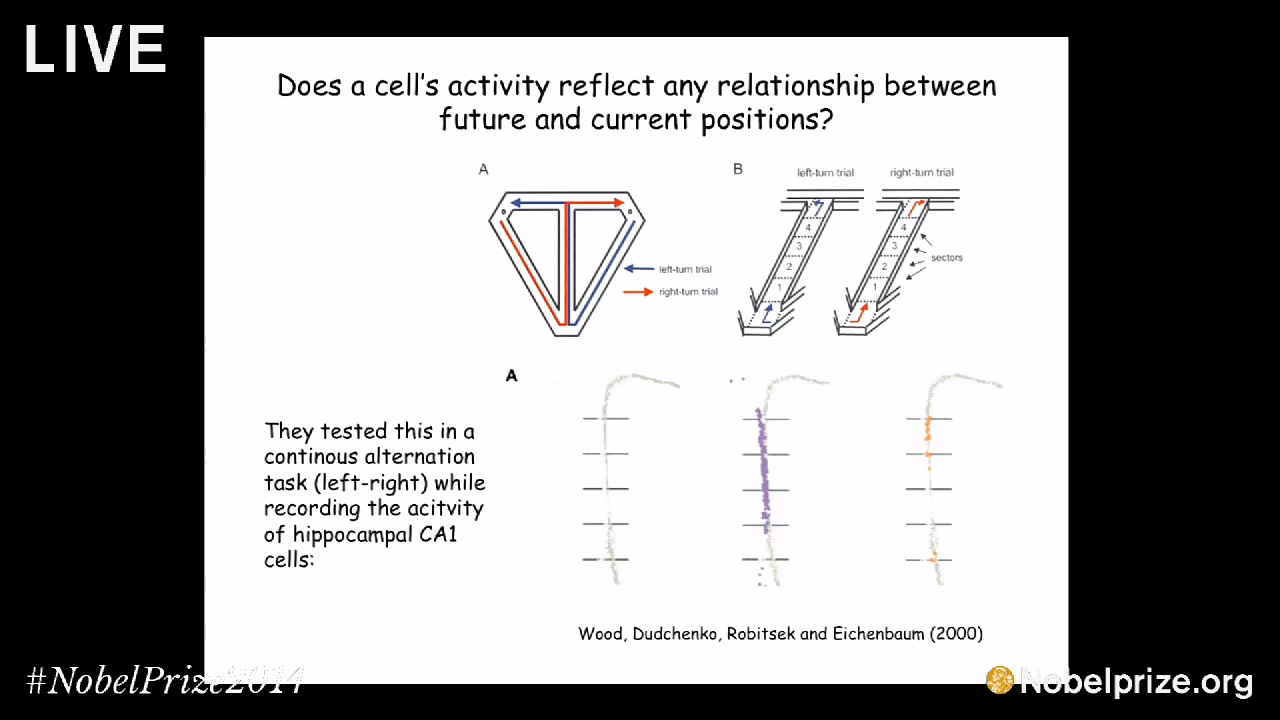 LIVE
Does a cell's activity reflect any relationship between
future and current positions?
A
B
left-turn trial
right-turn trial
4
3
2
1
4
3
2
1
sectors
left-turn trial
right-turn trial
A
They tested this in a
continous alternation
task (left-right) while
recording the acitvity
of hippocampal CA1
cells:
Wood, Dudchenko, Robitsek and Eichenbaum (2000)
#NobelPrize2014
Nobelprize.org